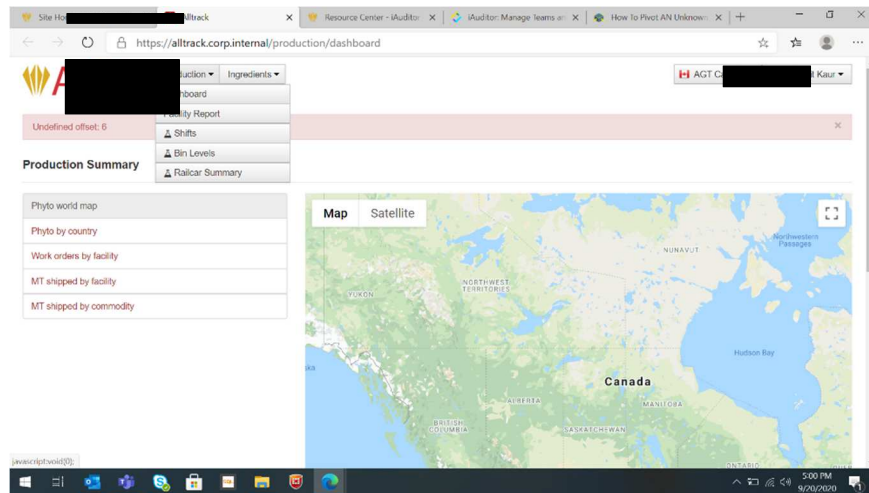 Site Ho
Alltrack
Resource Center - iAuditor
iAuditor: Manage Teams an
How To Pivot AN Unknown
https://alltrack.corp.internal/production/dashboard
A
uction
Ingredients
AGT Ca
t Kaur
hboard
Facility Report
Undefined offset: 6
Shifts
Bin Levels
Production Summary
Railcar Summary
Phyto world map
Phyto by country
Work orders by facility
MT shipped by facility
MT shipped by commodity
Map
Satellite
Northwestern
Passages
NUNAVUT
NORTHWEST
TERRITORIES
YUKON
Hudson Bay
Canada
ALBERTA
MANITOBA
BRITISH
COLUMBIA
SASKATCHEWAN
ONTARIO
javascript:void(0);
5:00 PM
9/20/2020